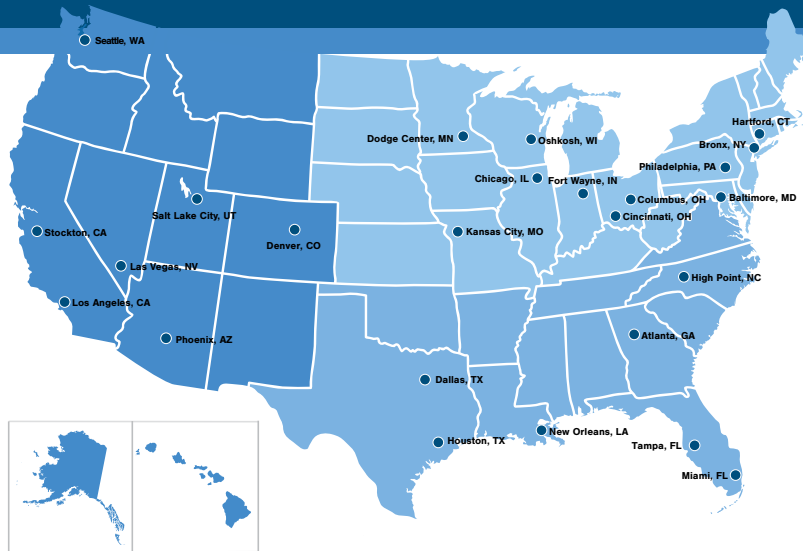 Seattle, WA
Hartford, CT
Dodge Center, MN
Oshkosh, WI
Bronx, NY
Philadelphia, PA
Chicago, IL
Fort Wayne, IN
Columbus, OH
Baltimore, MD
Salt Lake City, UT
Cincinnati, OH
Stockton, CA
Denver, CO
Kansas City, MO
Las Vegas, NV
High Point, NC
Los Angeles, CA
Phoenix, AZ
Atlanta, GA
Dallas, TX
New Orleans, LA
Houston, TX
Tampa, FL
Miami, FL